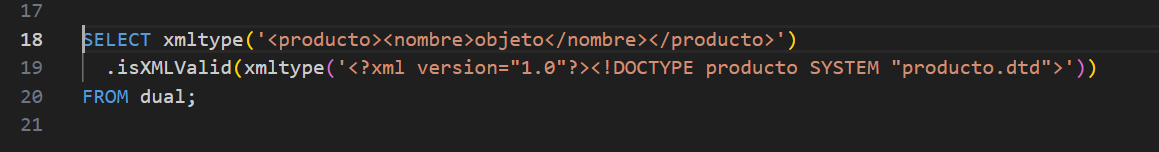 17
18 SELECT xmltype('<producto><nombre>objeto</nombre></producto>')
19 .isXMLValid(xmltype('<?xml version="1.0"?><!DOCTYPE producto SYSTEM "producto.dtd">'))
20 FROM dual;
21